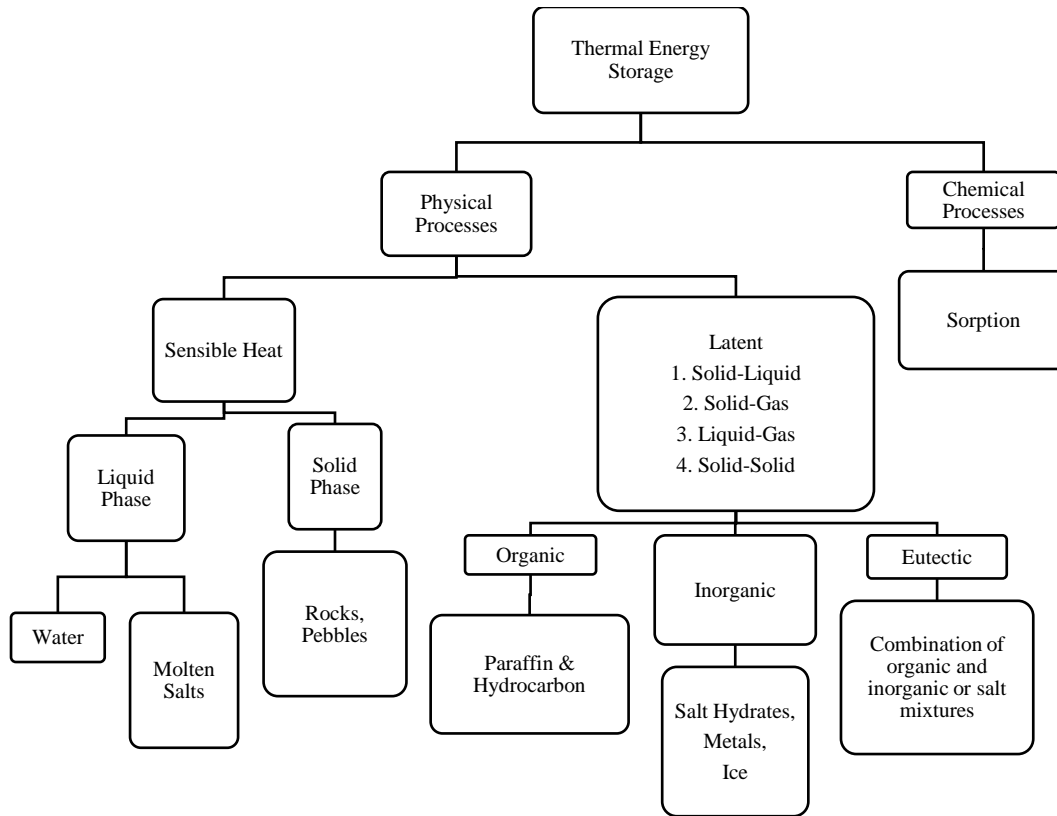 Thermal Energy
Storage
Physical
Processes
Chemical
Processes
Sensible Heat
Latent
1. Solid-Liquid
2. Solid-Gas
3. Liquid-Gas
4. Solid-Solid
Sorption
Liquid
Phase
Solid
Phase
Organic
Inorganic
Eutectic
Water
Molten
Salts
Rocks,
Pebbles
Paraffin &
Hydrocarbon
Salt Hydrates,
Metals,
Ice
Combination of
organic and
inorganic or salt
mixtures